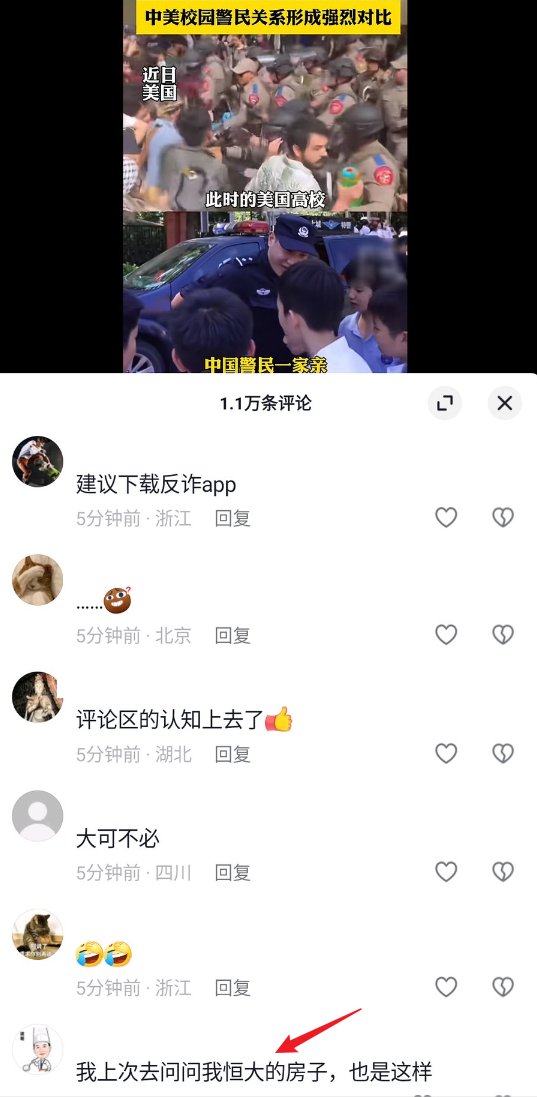 中美校园警民关系形成强烈对比
近日
美国
此时的美国高校
特警
中国警民一家亲
1.1万条评论
建议下载反诈app
5分钟前 · 浙江 回复
......
5分钟前 · 北京 回复
评论区的认知上去了
5分钟前 · 湖北 回复
大可不必
5分钟前 · 四川 回复
5分钟前 · 浙江 回复
我上次去问问我恒大的房子，也是这样